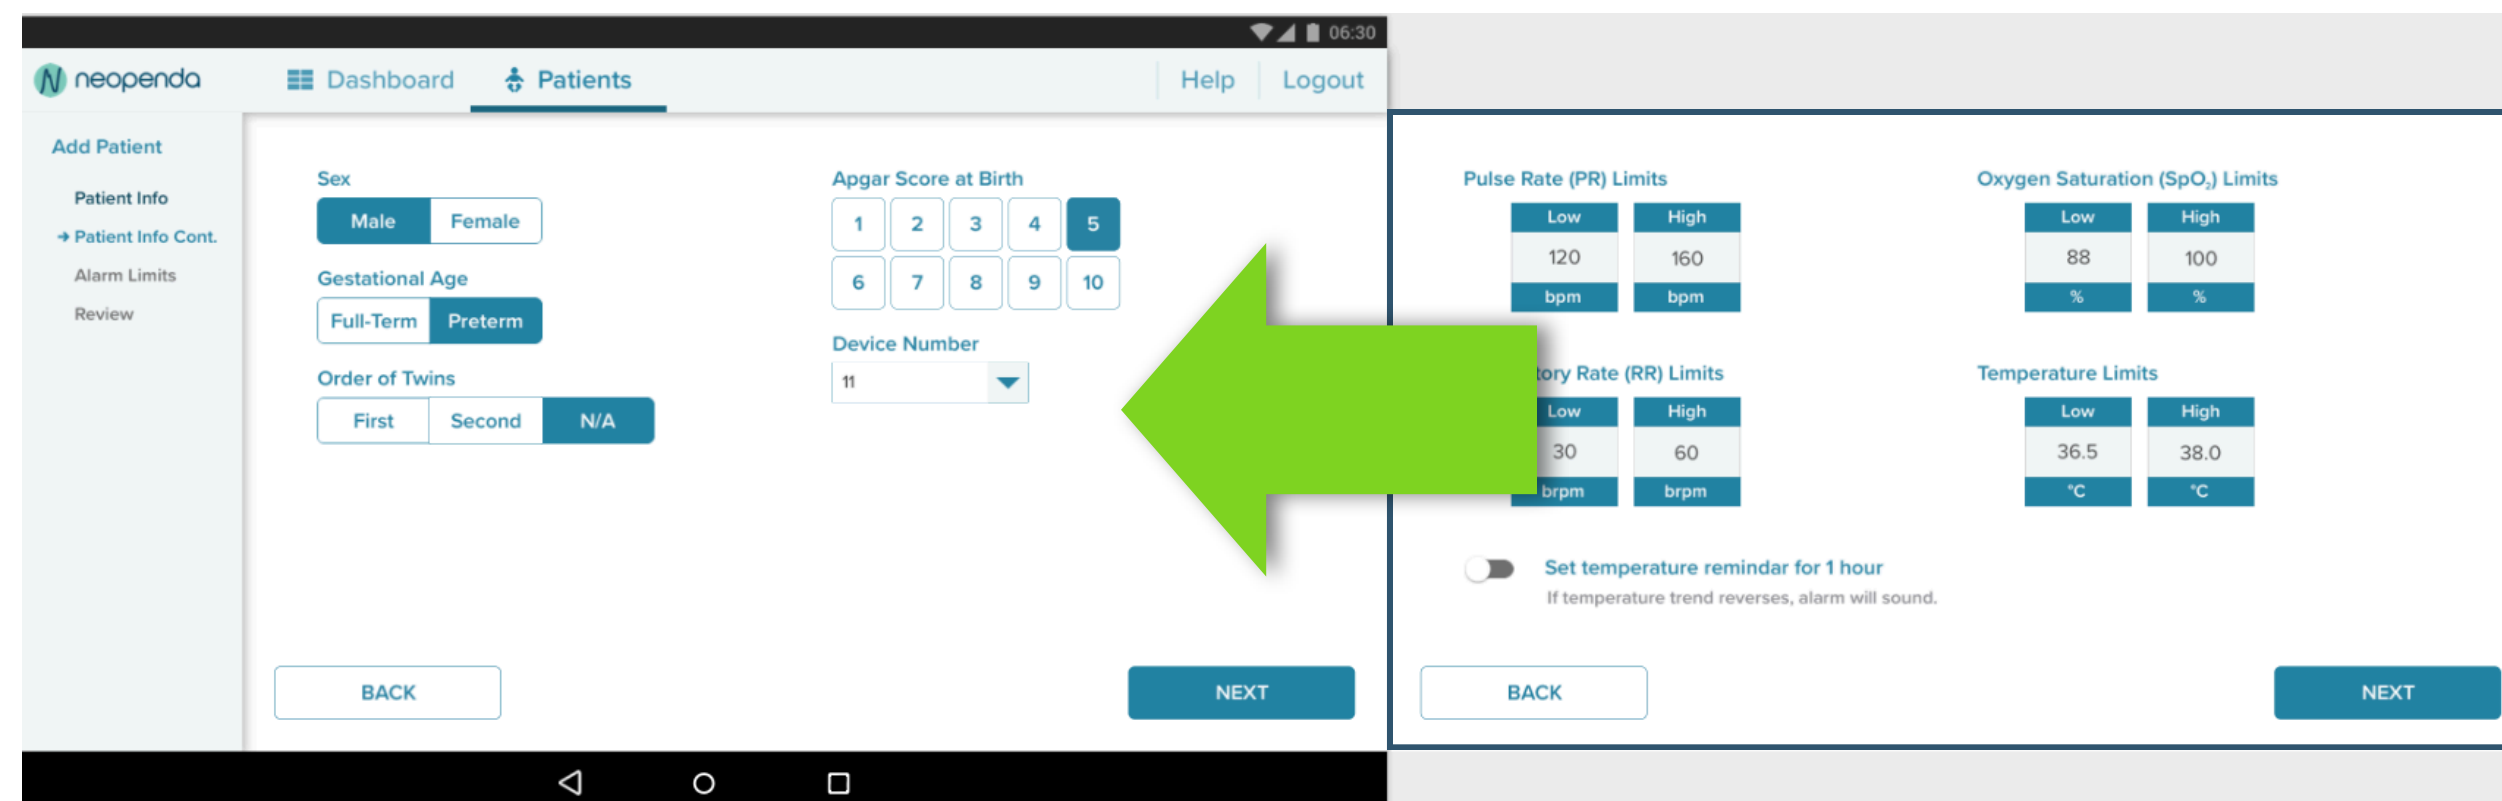 06:30
neopenda
Dashboard
Patients
Help
Logout
Add Patient
Patient Info
→ Patient Info Cont.
Alarm Limits
Review
Sex
Male Female
Gestational Age
Full-Term Preterm
Order of Twins
First Second N/A
Apgar Score at Birth
1 2 3 4 5
6 7 8 9 10
Device Number
11
BACK
NEXT
Pulse Rate (PR) Limits
Low High
120 160
bpm bpm
Oxygen Saturation (SpO₂) Limits
Low High
88 100
% %
Rate (RR) Limits
Low High
30 60
brpm brpm
Temperature Limits
Low High
36.5 38.0
°C °C
Set temperature remindar for 1 hour
If temperature trend reverses, alarm will sound.
BACK
NEXT